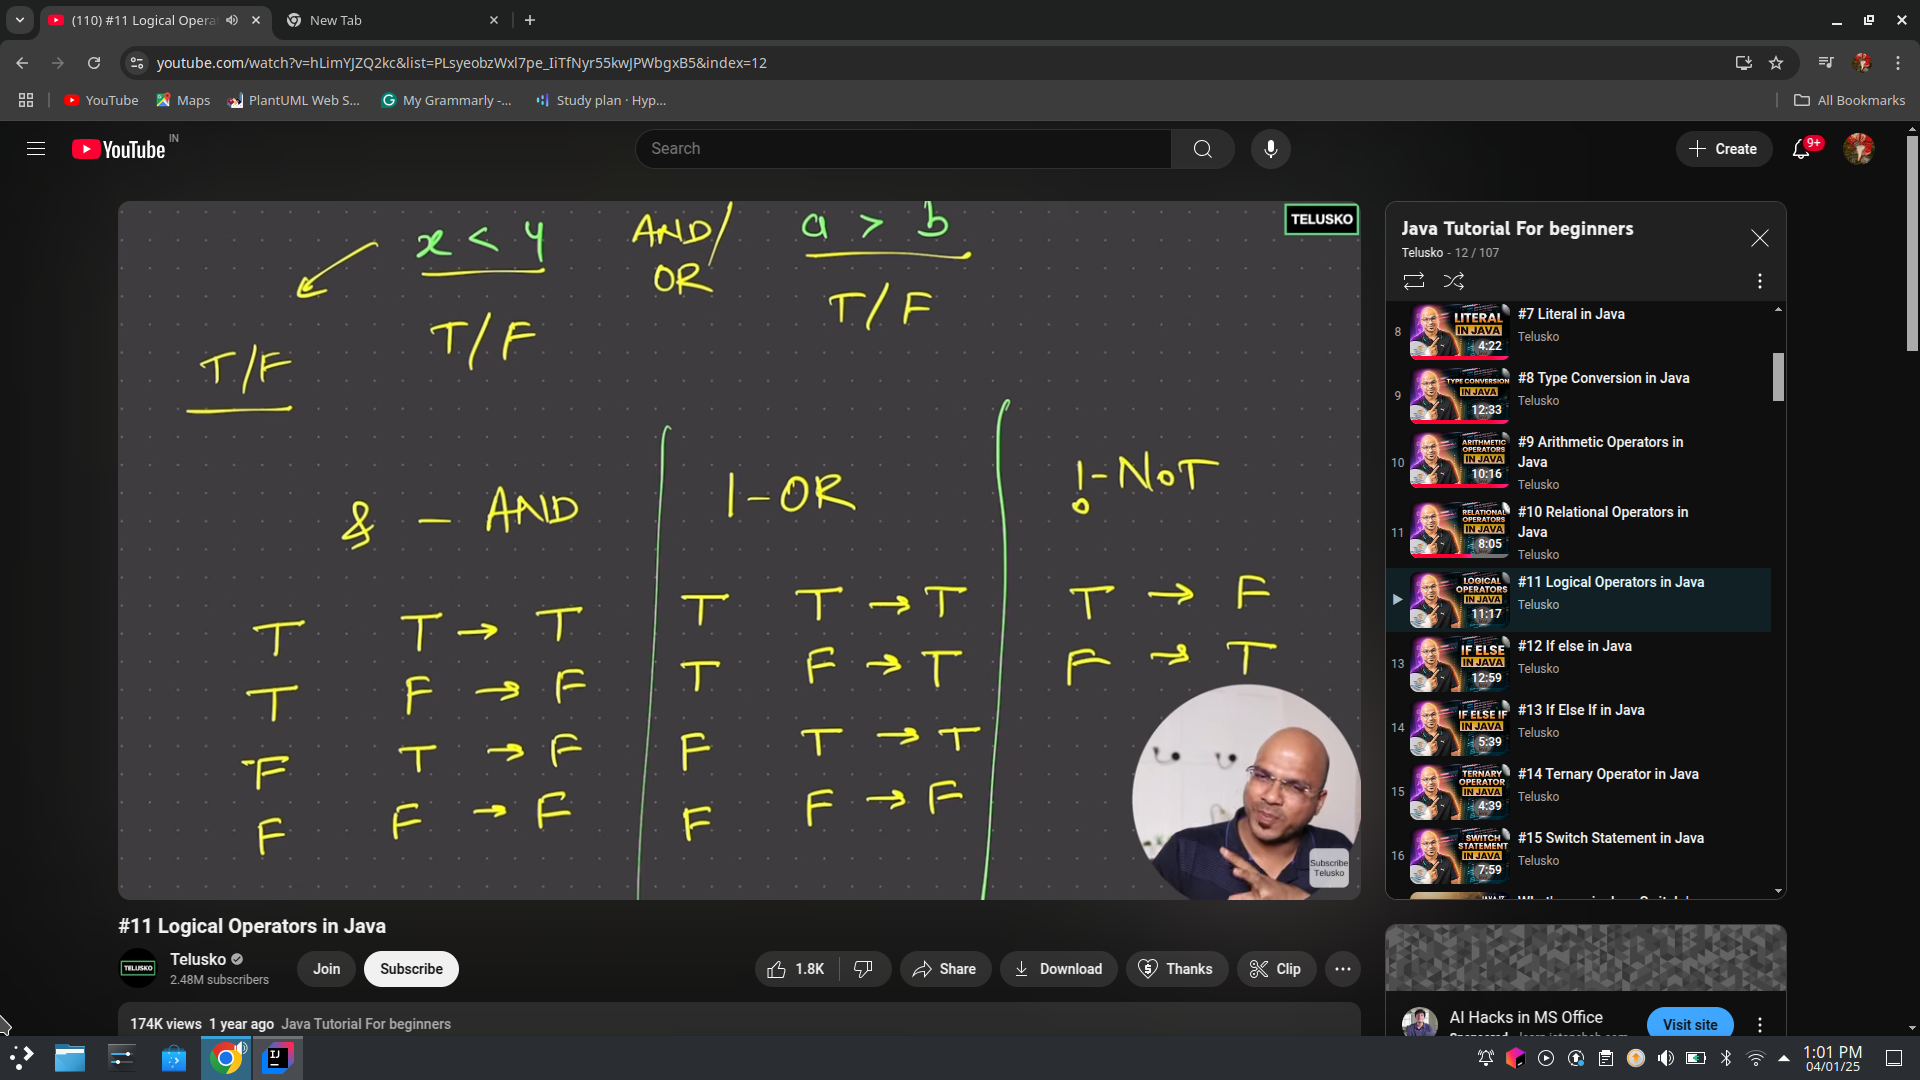 (110) #11 Logical Opera
New Tab
youtube.com/watch?v=hLimYJZQ2kc&list=PLsyeobzWxl7pe_IiTfNyr55kwJPWbgxB5&index=12
YouTube
Maps
PlantUML Web S...
My Grammarly -...
Study plan · Hyp...
All Bookmarks
YouTube IN
Search
Create
9+
x < y AND/ OR a > b
TELUSKO
T/F
T/F
T/F
& - AND
| - OR
! - NOT
T T → T
T F → F
F T → F
F F → F
T T → T
T F → T
F T → T
F F → F
T → F
F → T
Subscribe
Telusko
#11 Logical Operators in Java
TELUSKO
Telusko
2.48M subscribers
Join
Subscribe
1.8K
Share
Download
Thanks
Clip
174K views 1 year ago Java Tutorial For beginners
Java Tutorial For beginners
Telusko - 12 / 107
8
LITERAL
IN JAVA
4:22
#7 Literal in Java
Telusko
9
TYPE CONVERSION
IN JAVA
12:33
#8 Type Conversion in Java
Telusko
10
ARITHMETIC
OPERATORS
IN JAVA
10:16
#9 Arithmetic Operators in
Java
Telusko
11
RELATIONAL
OPERATORS
IN JAVA
8:05
#10 Relational Operators in
Java
Telusko
LOGICAL
OPERATORS
IN JAVA
11:17
#11 Logical Operators in Java
Telusko
13
IF ELSE
IN JAVA
12:59
#12 If else in Java
Telusko
14
IF ELSE IF
IN JAVA
5:39
#13 If Else If in Java
Telusko
15
TERNARY
OPERATOR
IN JAVA
4:39
#14 Ternary Operator in Java
Telusko
16
SWITCH
STATEMENT
IN JAVA
7:59
#15 Switch Statement in Java
Telusko
AI Hacks in MS Office
Visit site
IJ
1:01 PM
04/01/25